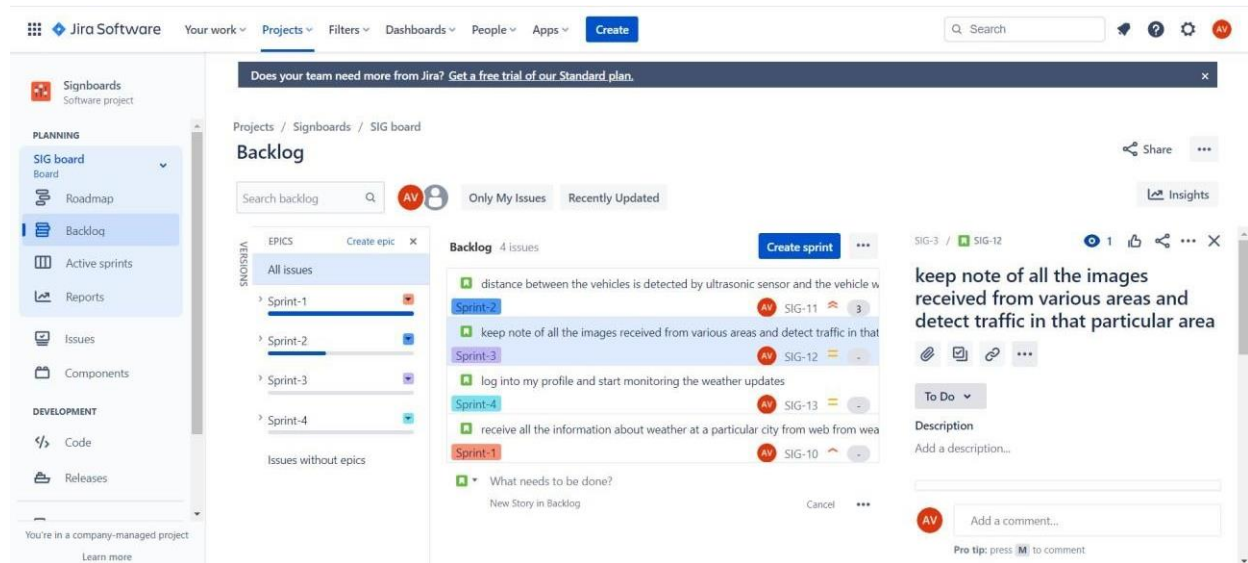 Jira Software Your work Projects Filters Dashboards People Apps Create Search AV
Does your team need more from Jira? Get a free trial of our Standard plan.
Signboards
Software project
PLANNING
SIG board
Board
Roadmap
Backlog
Active sprints
Reports
Issues
Components
DEVELOPMENT
Code
Releases
You're in a company-managed project
Learn more
Projects / Signboards / SIG board
Backlog
Share
Search backlog AV Only My Issues Recently Updated Insights
VERSIONS
EPICS Create epic
All issues
Sprint-1
Sprint-2
Sprint-3
Sprint-4
Issues without epics
Backlog 4 issues Create sprint
distance between the vehicles is detected by ultrasonic sensor and the vehicle w
Sprint-2 AV SIG-11 3
keep note of all the images received from various areas and detect traffic in that
Sprint-3 AV SIG-12 -
log into my profile and start monitoring the weather updates
Sprint-4 AV SIG-13 -
receive all the information about weather at a particular city from web from wea
Sprint-1 AV SIG-10 -
What needs to be done?
New Story in Backlog Cancel
SIG-3 / SIG-12 1
keep note of all the images
received from various areas and
detect traffic in that particular area
To Do
Description
Add a description...
AV Add a comment...
Pro tip: press M to comment